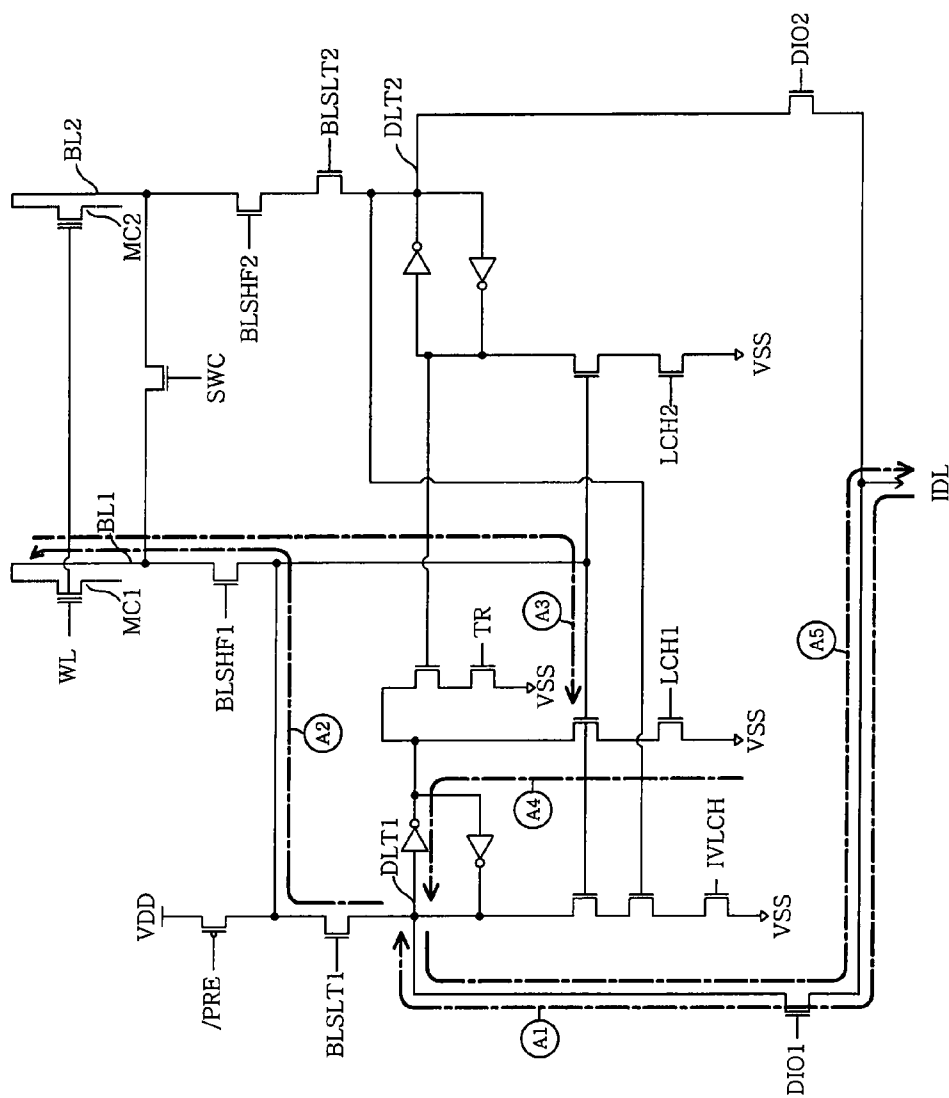 WL
MC1
BL1
MC2
BL2
SWC
BLSHF1
BLSHF2
BLSLT2
VDD
/PRE
A2
BLSLT1
DLT1
A3
TR
VSS
DLT2
A4
LCH1
VSS
LCH2
VSS
IVLCH
VSS
A1
DIO1
A5
DIO2
IDL